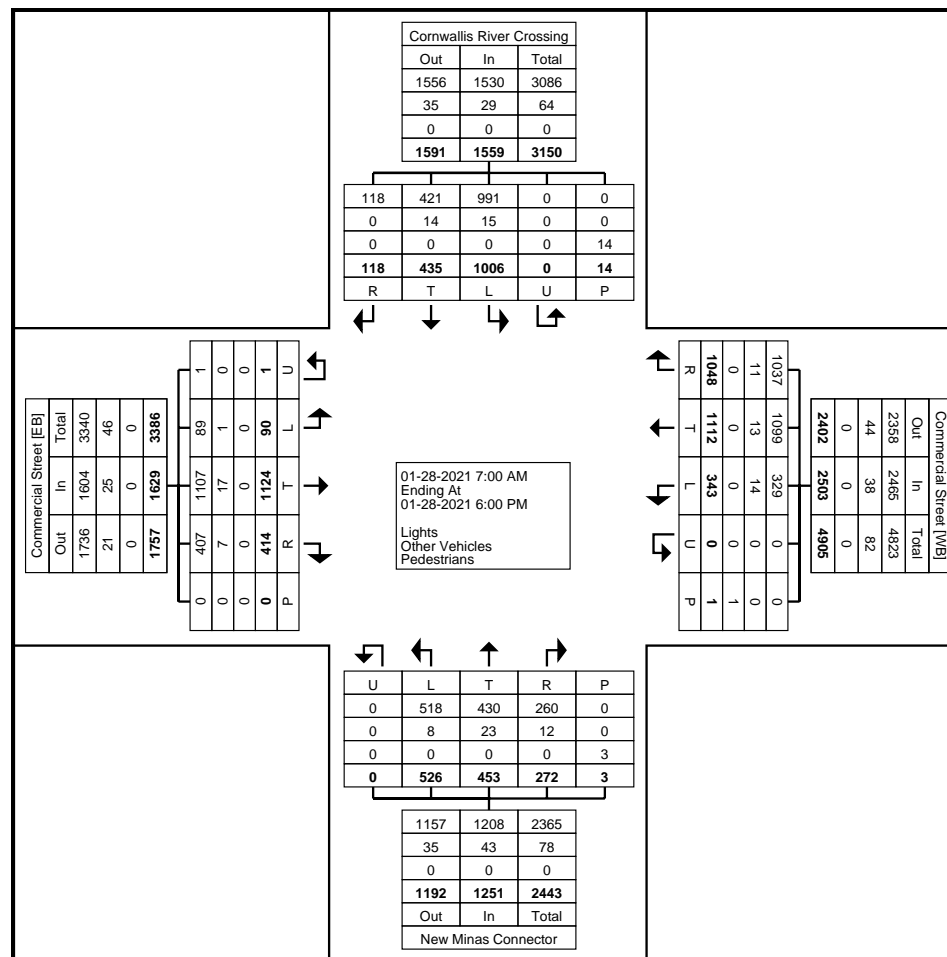 Cornwallis River Crossing
Out In Total
1556 1530 3086
35 29 64
0 0 0
1591 1559 3150
118 421 991 0 0
0 14 15 0 0
0 0 0 0 14
118 435 1006 0 14
R T L U P
Commercial Street [EB]
Total In Out
3340 1604 1736
46 25 21
0 0 0
3386 1629 1757
1 89 1107 407 0
0 1 17 7 0
0 0 0 0 0
1 90 1124 414 0
U L T R P
01-28-2021 7:00 AM
Ending At
01-28-2021 6:00 PM
Lights
Other Vehicles
Pedestrians
R T L U P
1048 1112 343 0 1
0 0 0 0 1
11 13 14 0 0
1037 1099 329 0 0
Commercial Street [WB]
Out In Total
2358 2465 4823
44 38 82
0 0 0
2402 2503 4905
U L T R P
0 518 430 260 0
0 8 23 12 0
0 0 0 0 3
0 526 453 272 3
1157 1208 2365
35 43 78
0 0 0
1192 1251 2443
Out In Total
New Minas Connector